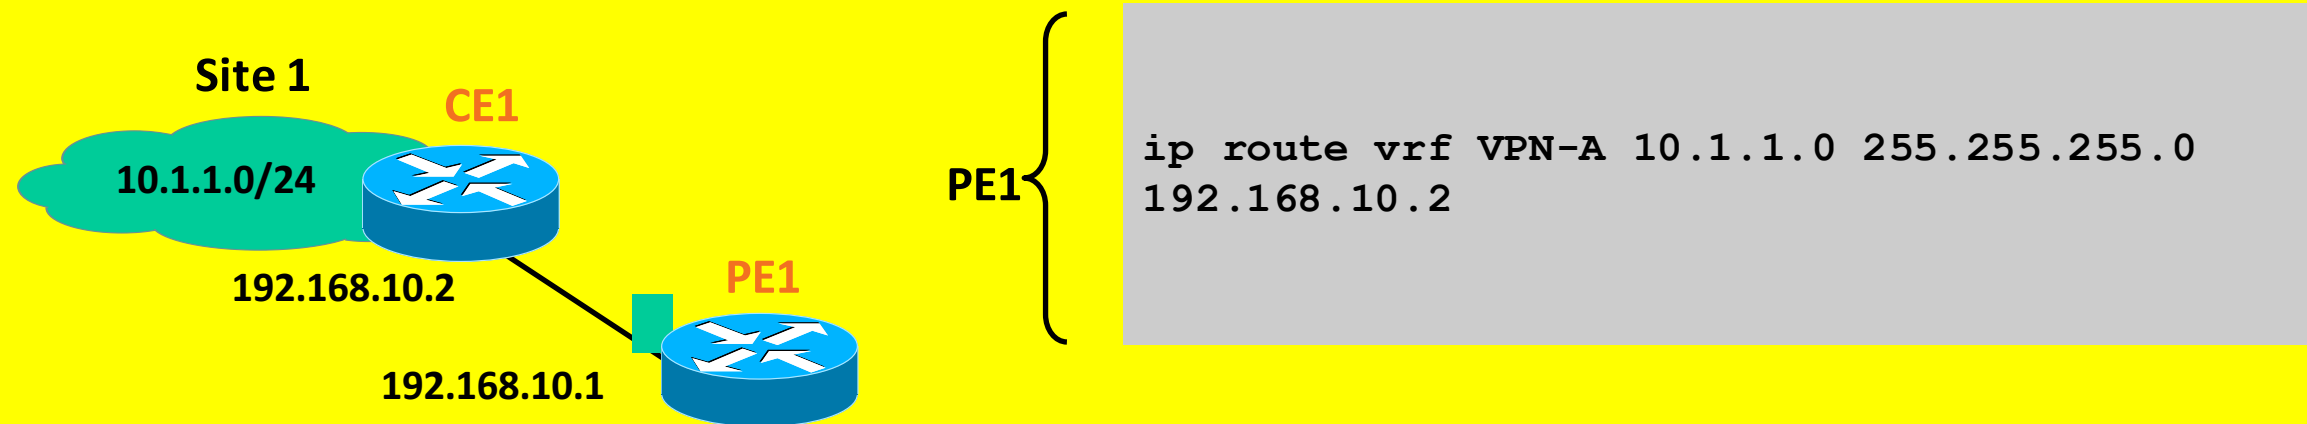 Site 1
CE1
10.1.1.0/24
192.168.10.2
PE1
192.168.10.1
PE1
ip route vrf VPN-A 10.1.1.0 255.255.255.0
192.168.10.2